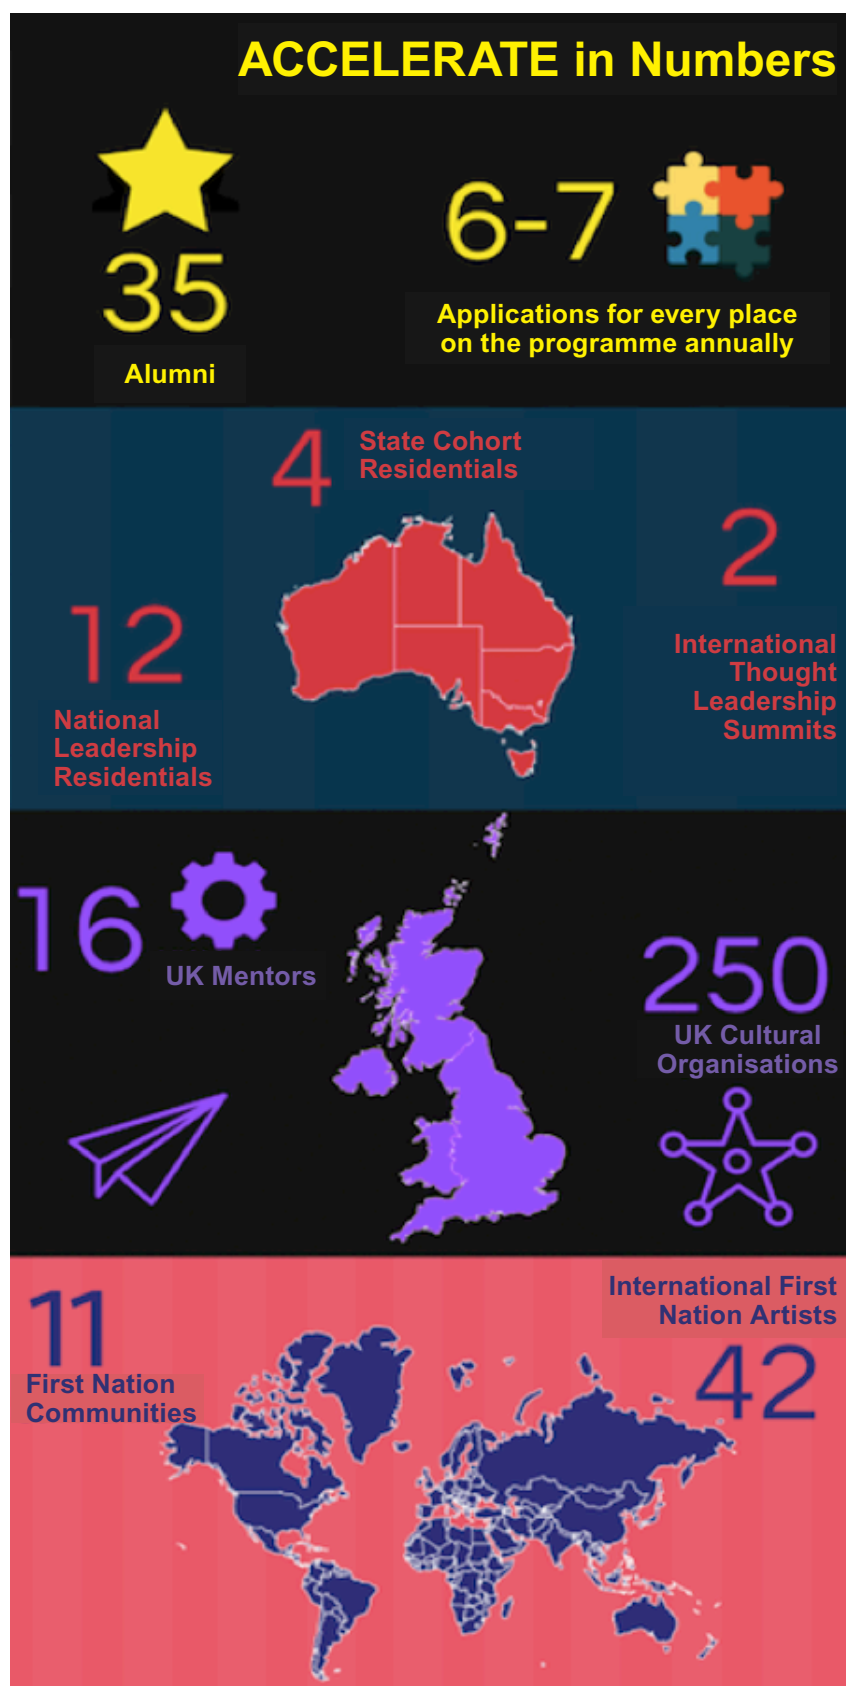 ACCELERATE in Numbers
35
Alumni
6-7
Applications for every place
on the programme annually
4
State Cohort
Residentials
12
National
Leadership
Residentials
2
International
Thought
Leadership
Summits
16
UK Mentors
250
UK Cultural
Organisations
11
First Nation
Communities
International First
Nation Artists
42